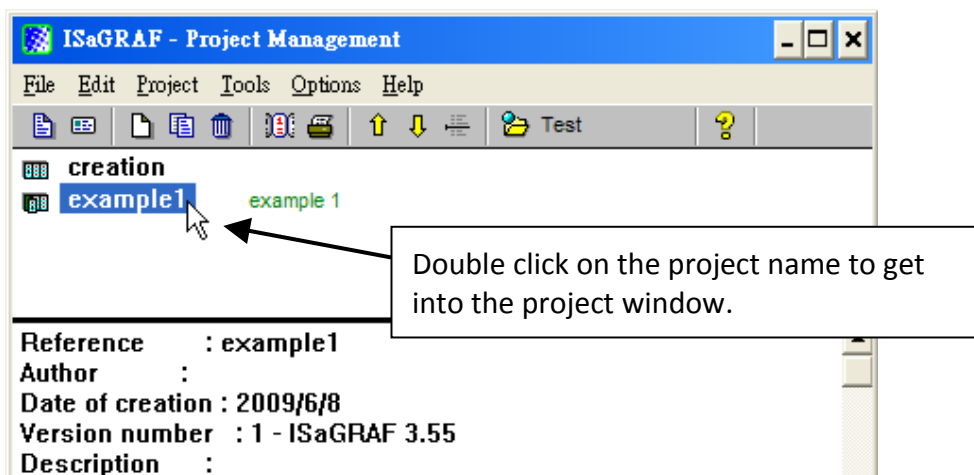 ISaGRAF - Project Management
File Edit Project Tools Options Help
Test
creation
example1 example 1
Double click on the project name to get
into the project window.
Reference : example1
Author :
Date of creation : 2009/6/8
Version number : 1 - ISaGRAF 3.55
Description :